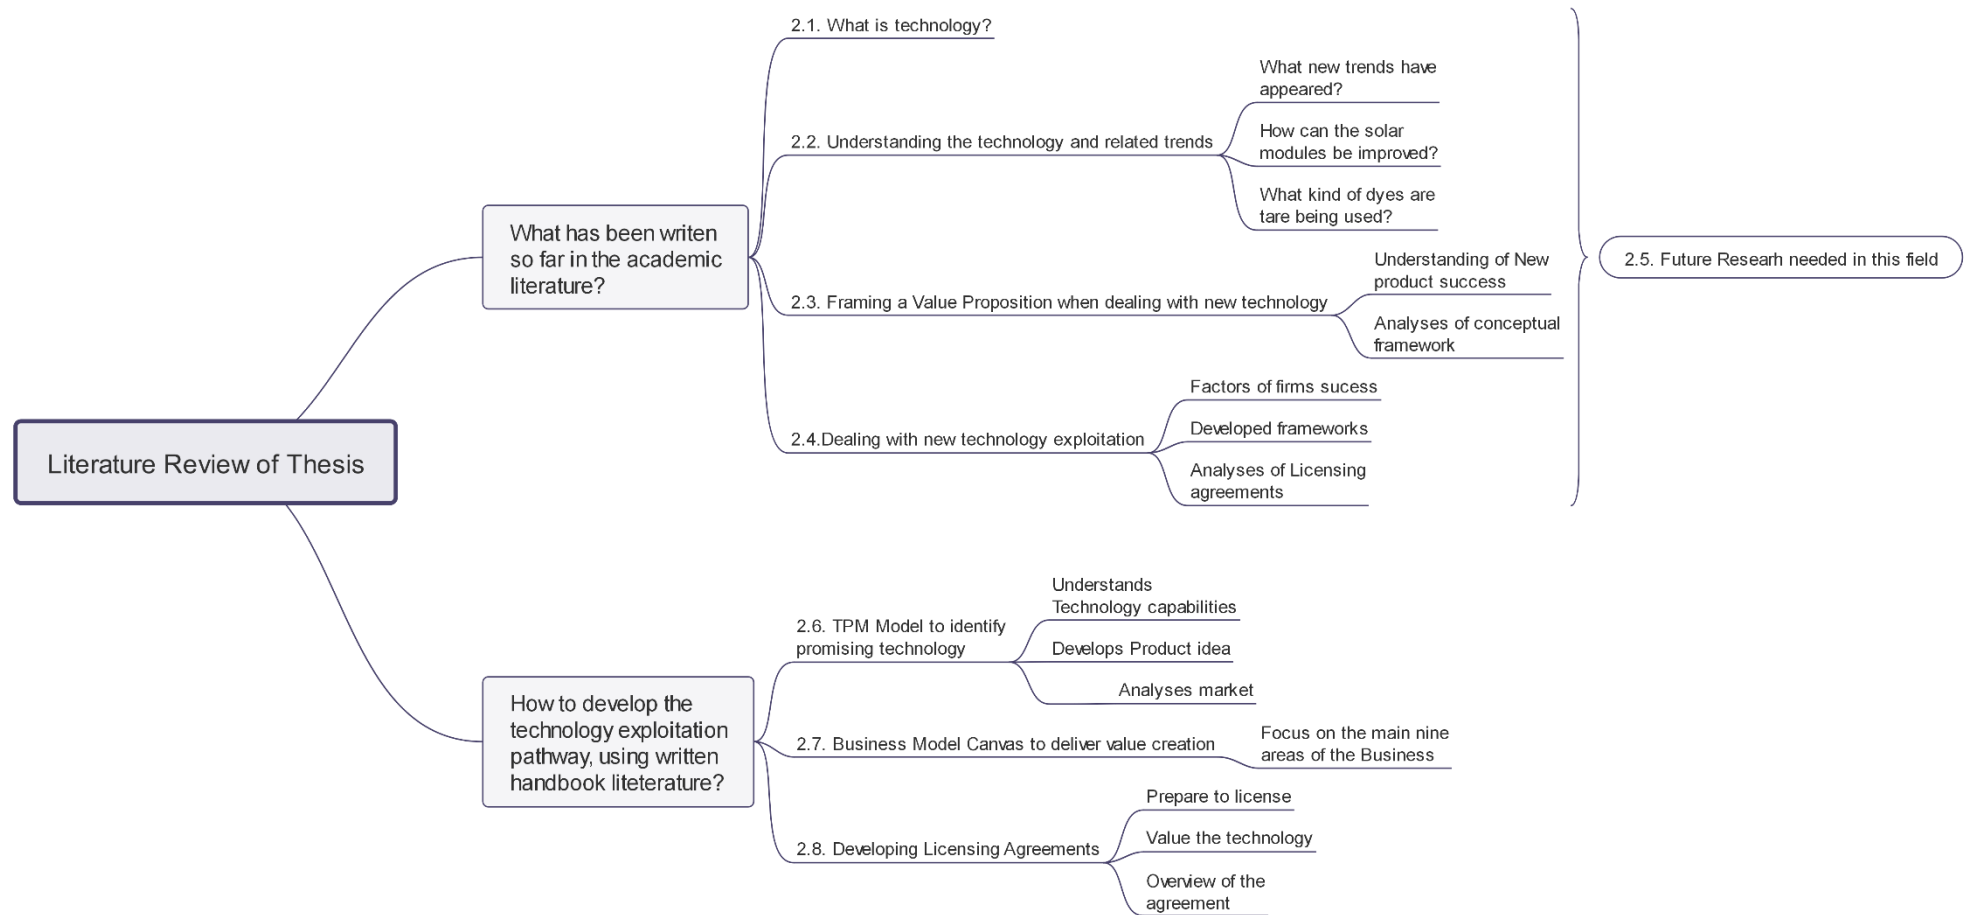 Literature Review of Thesis
What has been writen
so far in the academic
literature?
2.1. What is technology?
2.2. Understanding the technology and related trends
What new trends have
appeared?
How can the solar
modules be improved?
What kind of dyes are
tare being used?
2.3. Framing a Value Proposition when dealing with new technology
Understanding of New
product success
Analyses of conceptual
framework
2.4.Dealing with new technology exploitation
Factors of firms sucess
Developed frameworks
Analyses of Licensing
agreements
2.5. Future Researh needed in this field
How to develop the
technology exploitation
pathway, using written
handbook liteterature?
2.6. TPM Model to identify
promising technology
Understands
Technology capabilities
Develops Product idea
Analyses market
2.7. Business Model Canvas to deliver value creation
Focus on the main nine
areas of the Business
2.8. Developing Licensing Agreements
Prepare to license
Value the technology
Overview of the
agreement